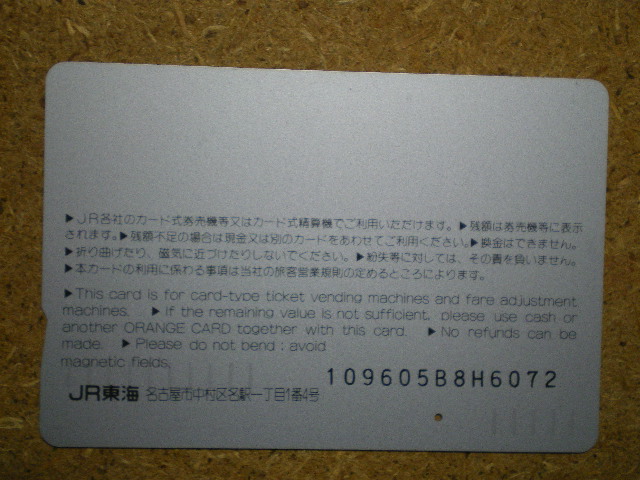 ▶JR各社のカード式券売機等又はカード式精算機でご利用いただけます。▶残額は券売機等に表示
されます。▶残額不足の場合は現金又は別のカードをあわせてご利用ください。▶換金はできません。
▶折り曲げたり、磁気に近づけたりしないでください。▶紛失等に対しては、その責を負いません。
▶本カードの利用に係わる事項は当社の旅客営業規則の定めるところによります。
▶This card is for card-type ticket vending machines and fare adjustment
machines. ▶If the remaining value is not sufficient, please use cash or
another ORANGE CARD together with this card. ▶No refunds can be
made. ▶Please do not bend; avoid
magnetic fields.
109605B8H6072
JR東海 名古屋市中村区名駅一丁目1番4号